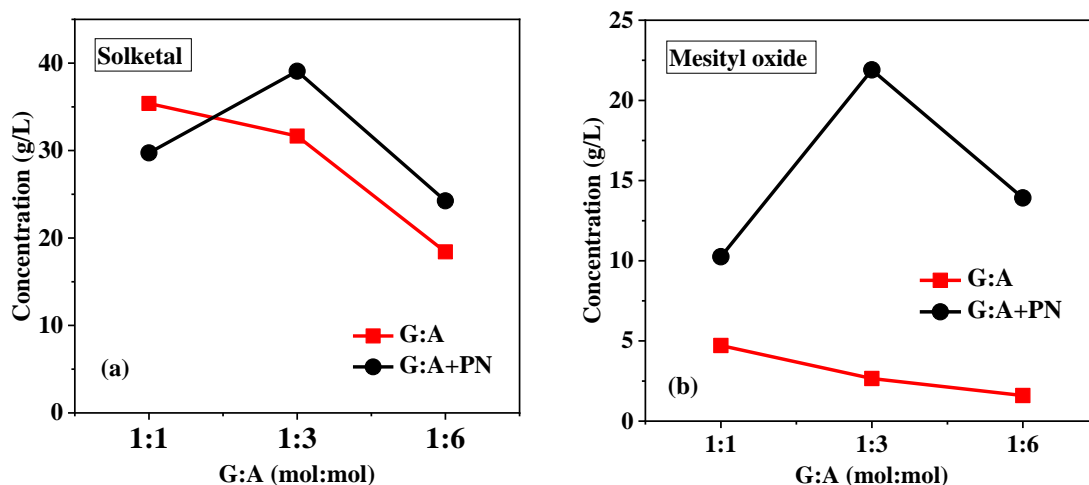 Solketal
Concentration (g/L)
40
30
20
10
0
G:A
G:A+PN
(a)
1:1 1:3 1:6
G:A (mol:mol)
Mesityl oxide
Concentration (g/L)
25
20
15
10
5
0
G:A
G:A+PN
(b)
1:1 1:3 1:6
G:A (mol:mol)